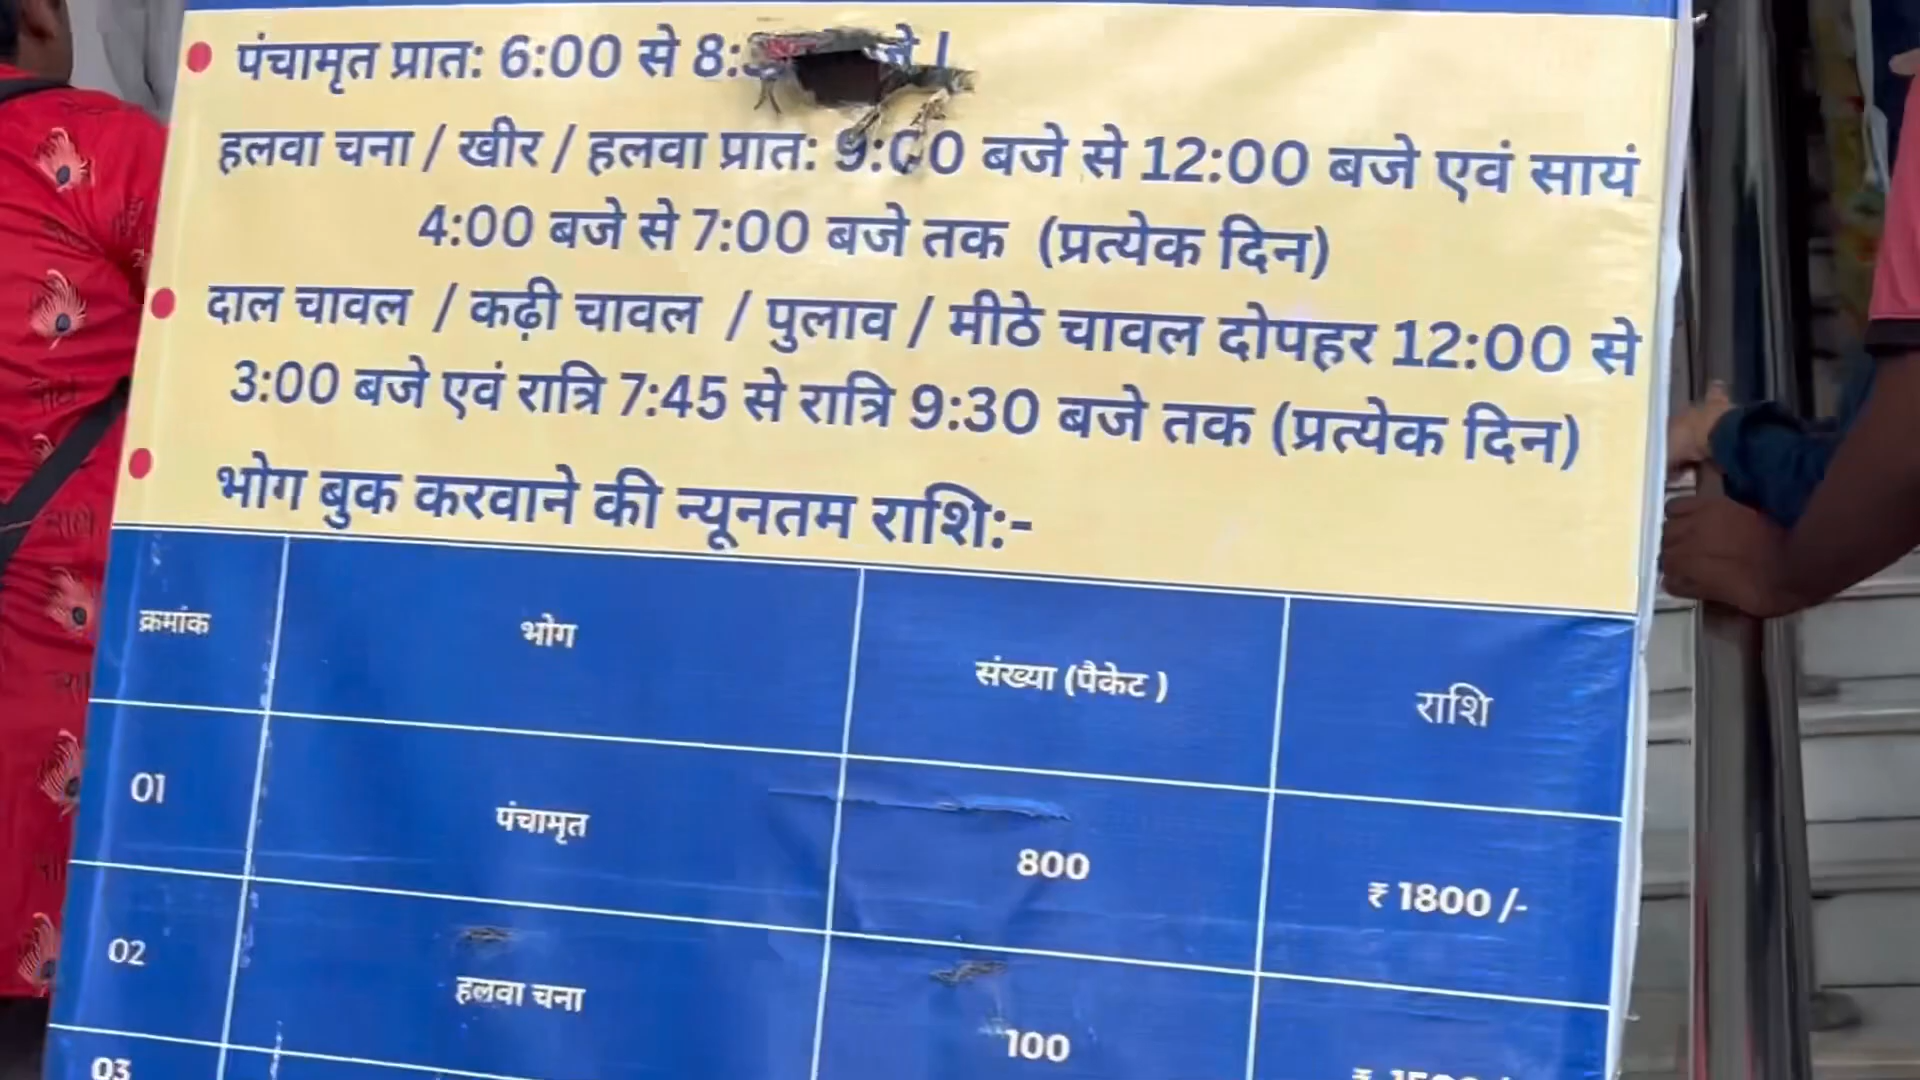 पंचामृत प्रात: 6:00 से
हलवा चना / खीर / हलवा प्रात: 9:00 बजे से 12:00 बजे एवं सायं
4:00 बजे से 7:00 बजे तक (प्रत्येक दिन)
दाल चावल / कढ़ी चावल / पुलाव / मीठे चावल दोपहर 12:00 से
3:00 बजे एवं रात्रि 7:45 से रात्रि 9:30 बजे तक (प्रत्येक दिन)
भोग बुक करवाने की न्यूनतम राशि:-
क्रमांक भोग संख्या (पैकेट ) राशि
01 पंचामृत 800 ₹ 1800 /-
02 हलवा चना 100
03